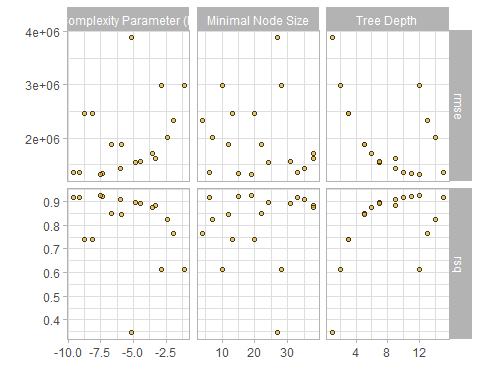 omplexity Parameter ( Minimal Node Size Tree Depth
4e+06
3e+06
2e+06
rmse
0.9
0.8
0.7
0.6
0.5
0.4
rsq
-10.0 -7.5 -5.0 -2.5 10 20 30 4 8 12